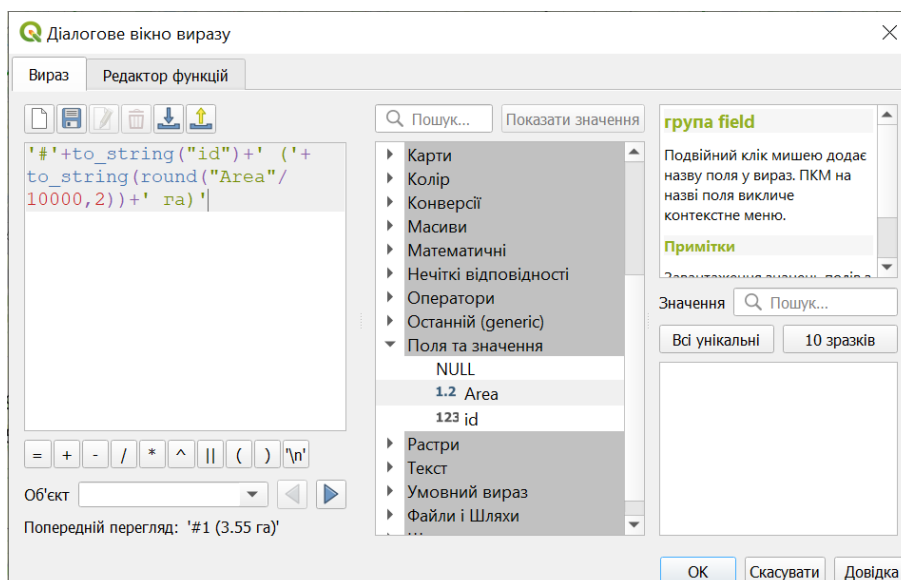 Діалогове вікно виразу
Вираз
Редактор функцій
'#'+to_string("id")+' ('+
to_string(round("Area"/
10000,2))+' га)'
= + - / * ^ || ( ) '\n'
Об'єкт
Попередній перегляд: '#1 (3.55 га)'
Пошук...
Показати значення
Карти
Колір
Конверсії
Масиви
Математичні
Нечіткі відповідності
Оператори
Останній (generic)
Поля та значення
NULL
1.2 Area
123 id
Растри
Текст
Умовний вираз
Файли і Шляхи
група field
Подвійний клік мишею додає
назву поля у вираз. ПКМ на
назві поля викличе
контекстне меню.
Примітки
Значення
Пошук...
Всі унікальні
10 зразків
OK
Скасувати
Довідка